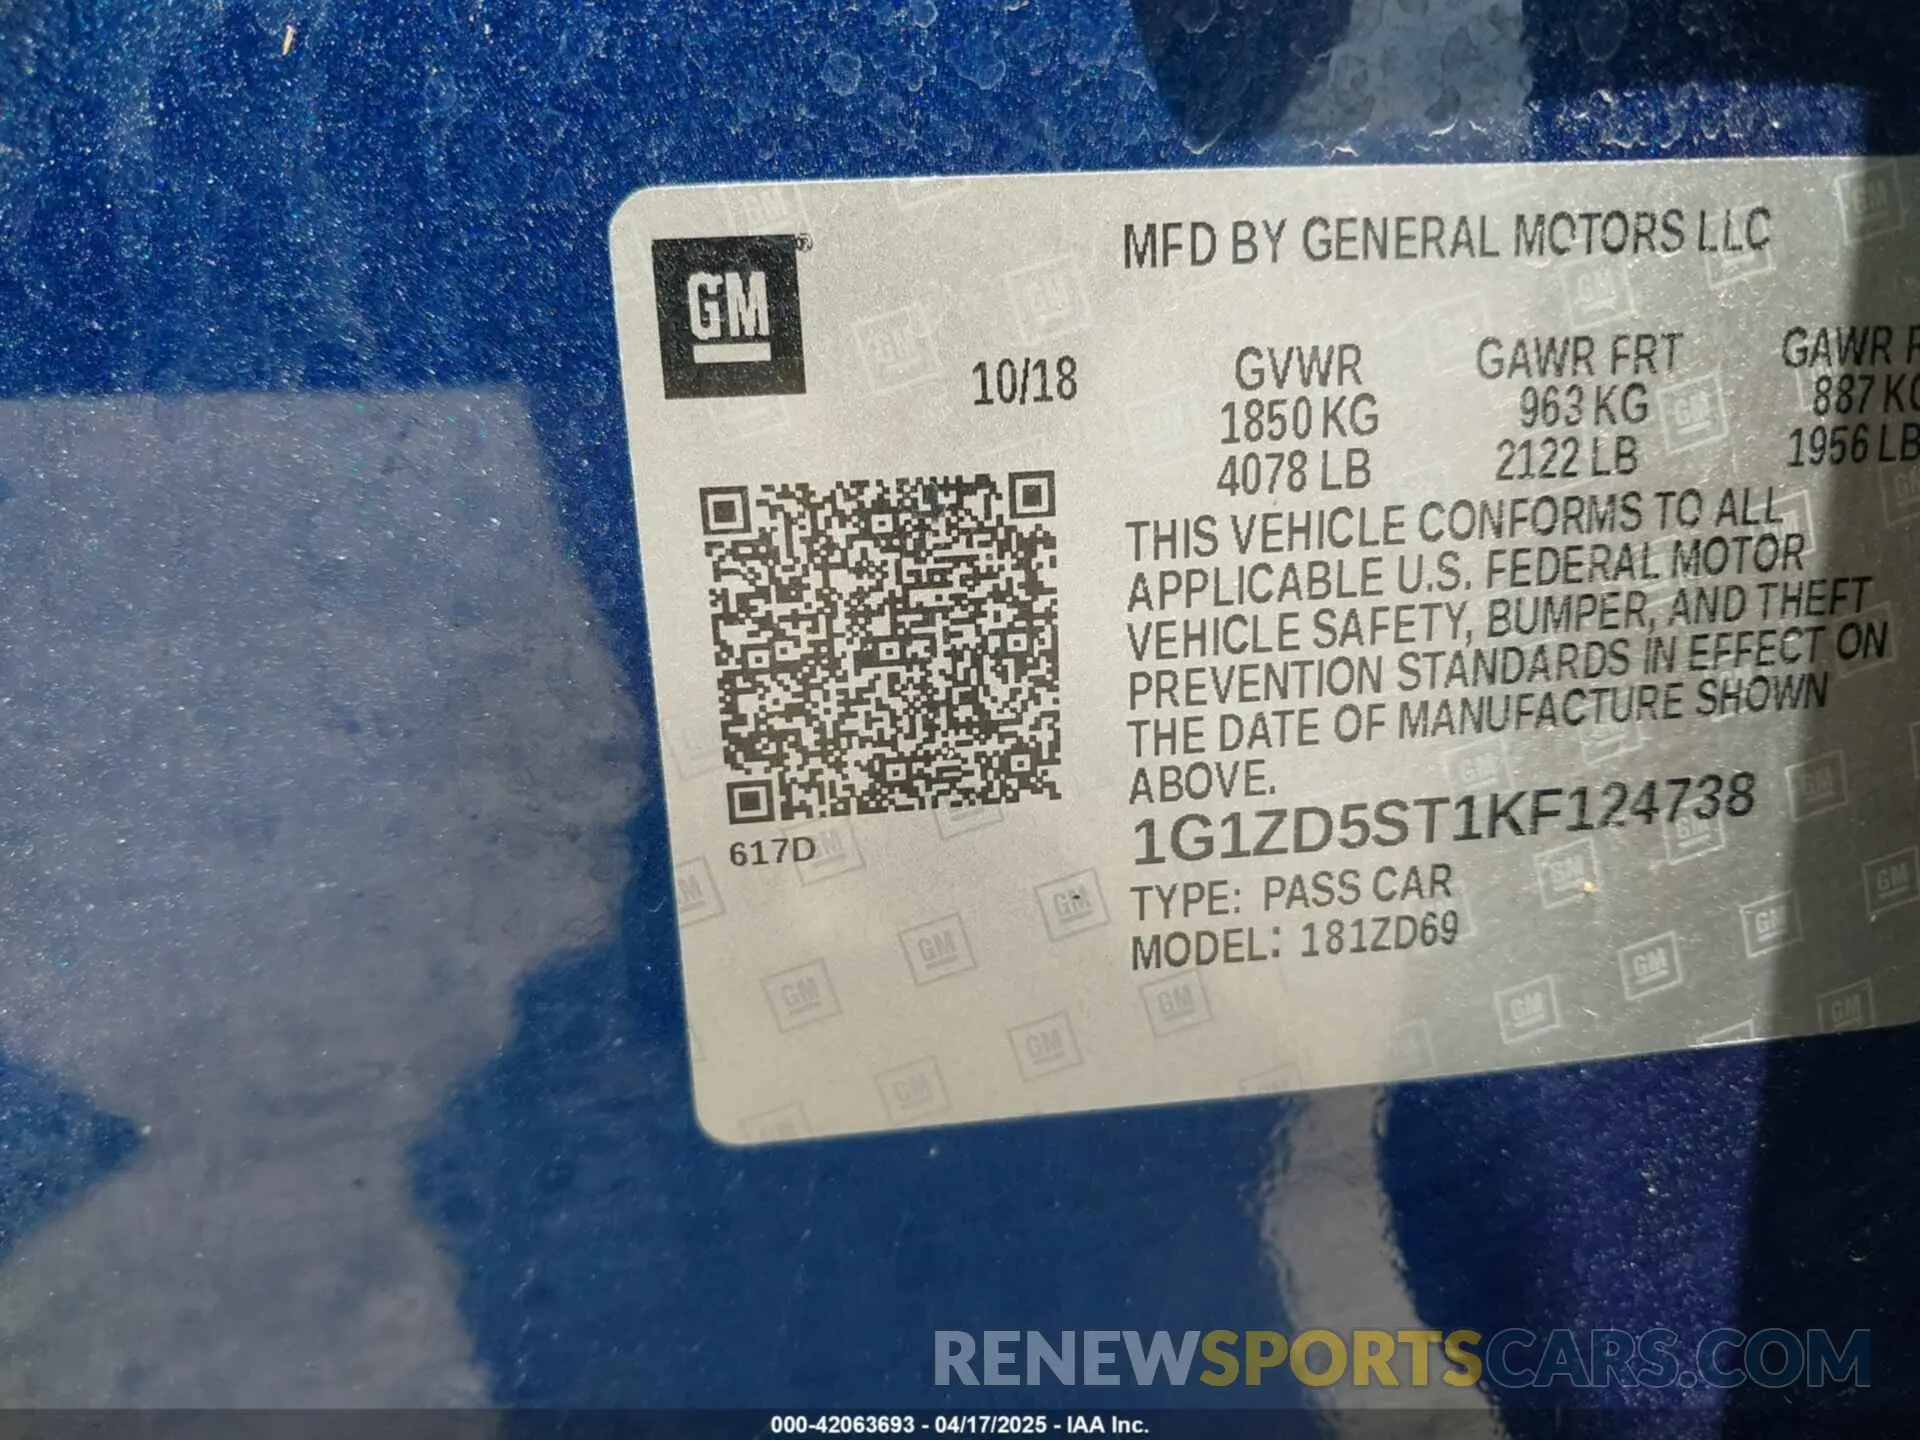 GM®
MFD BY GENERAL MOTORS LLC
10/18
GVWR GAWR FRT GAWR
1850 KG 963 KG 887
4078 LB 2122 LB 1956 LB
THIS VEHICLE CONFORMS TO ALL
APPLICABLE U.S. FEDERAL MOTOR
VEHICLE SAFETY, BUMPER, AND THEFT
PREVENTION STANDARDS IN EFFECT ON
THE DATE OF MANUFACTURE SHOWN
ABOVE.
617D
1G1ZD5ST1KF124738
TYPE: PASS CAR
MODEL: 181ZD69
RENEWSPORTSCARS.COM
000-42063693 - 04/17/2025 - IAA Inc.